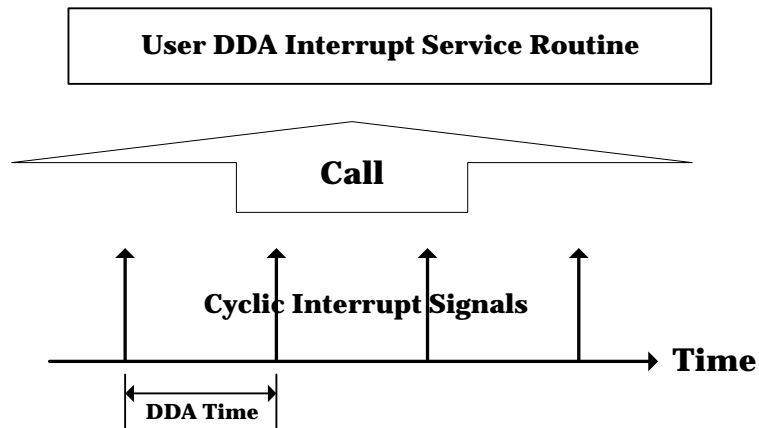 User DDA Interrupt Service Routine
Call
Cyclic Interrupt Signals
Time
DDA Time